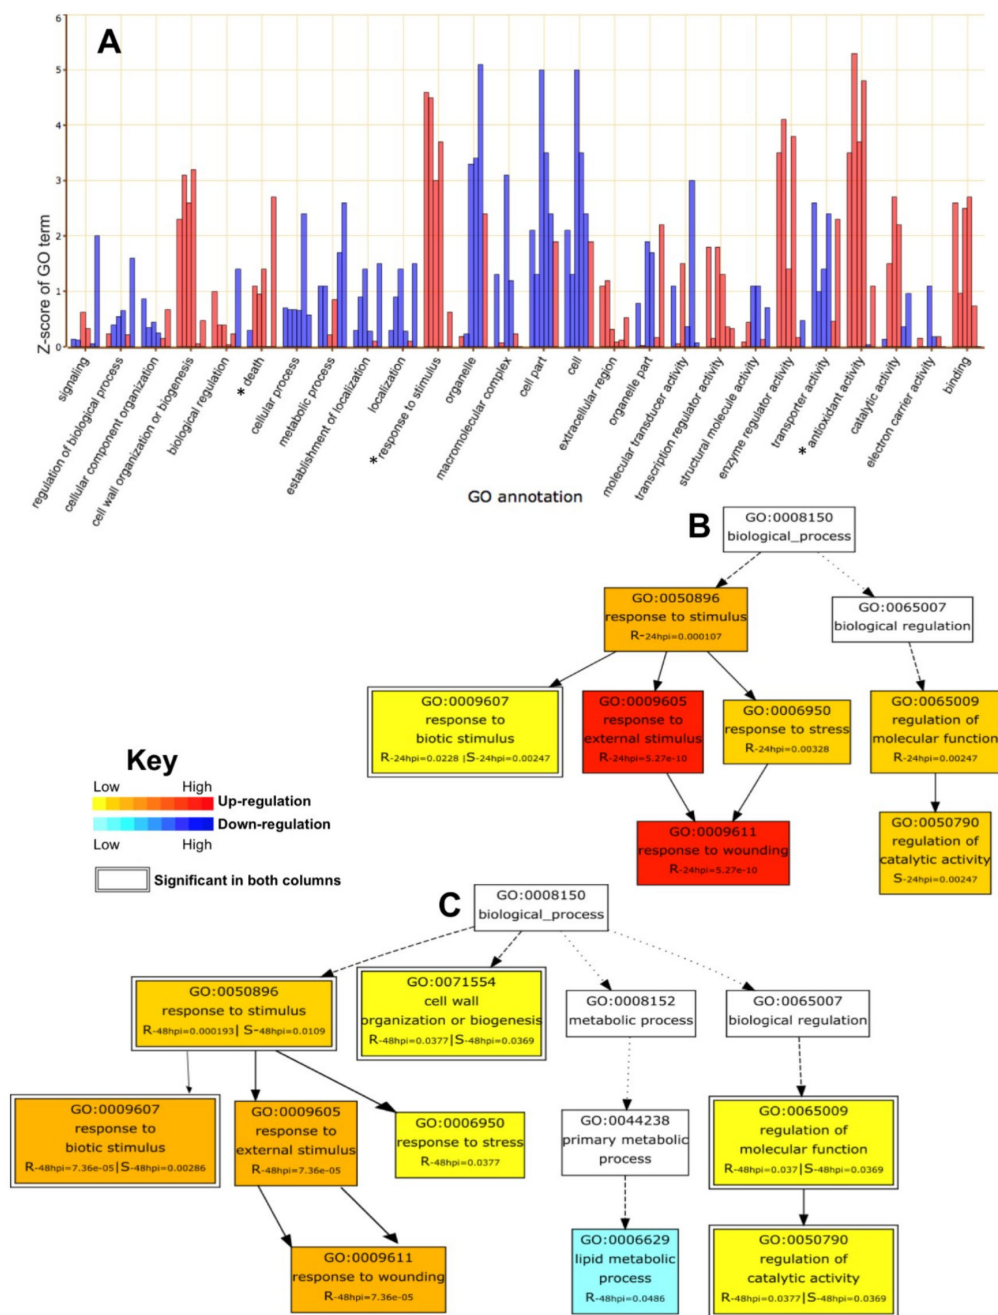 A
6
5
4
3
2
1
0
Z-score of GO term
signaling
regulation of biological process
cellular component organization
cell wall organization or biogenesis
biological regulation
* death
cellular process
metabolic process
establishment of localization
localization
* response to stimulus
organelle
macromolecular complex
cell part
cell
extracellular region
organelle part
molecular transducer activity
transcription regulator activity
structural molecule activity
enzyme regulator activity
transporter activity
* antioxidant activity
catalytic activity
electron carrier activity
binding
GO annotation
B
GO:0008150
biological_process
GO:0050896
response to stimulus
R-24hpi=0.000107
GO:0065007
biological regulation
GO:0009607
response to
biotic stimulus
R-24hpi=0.0228 |S-24hpi=0.00247
GO:0009605
response to
external stimulus
R-24hpi=5.27e-10
GO:0006950
response to stress
R-24hpi=0.00328
GO:0065009
regulation of
molecular function
R-24hpi=0.00247
GO:0009611
response to wounding
R-24hpi=5.27e-10
GO:0050790
regulation of
catalytic activity
S-24hpi=0.00247
Key
Low High
Up-regulation
Down-regulation
Low High
Significant in both columns
C
GO:0008150
biological_process
GO:0050896
response to stimulus
R-48hpi=0.000193| S-48hpi=0.0109
GO:0071554
cell wall
organization or biogenesis
R-48hpi=0.0377|S-48hpi=0.0369
GO:0008152
metabolic process
GO:0065007
biological regulation
GO:0009607
response to
biotic stimulus
R-48hpi=7.36e-05|S-48hpi=0.00286
GO:0009605
response to
external stimulus
R-48hpi=7.36e-05
GO:0006950
response to stress
R-48hpi=0.0377
GO:0044238
primary metabolic
process
GO:0065009
regulation of
molecular function
R-48hpi=0.037|S-48hpi=0.0369
GO:0009611
response to wounding
R-48hpi=7.36e-05
GO:0006629
lipid metabolic
process
R-48hpi=0.0486
GO:0050790
regulation of
catalytic activity
R-48hpi=0.0377|S-48hpi=0.0369